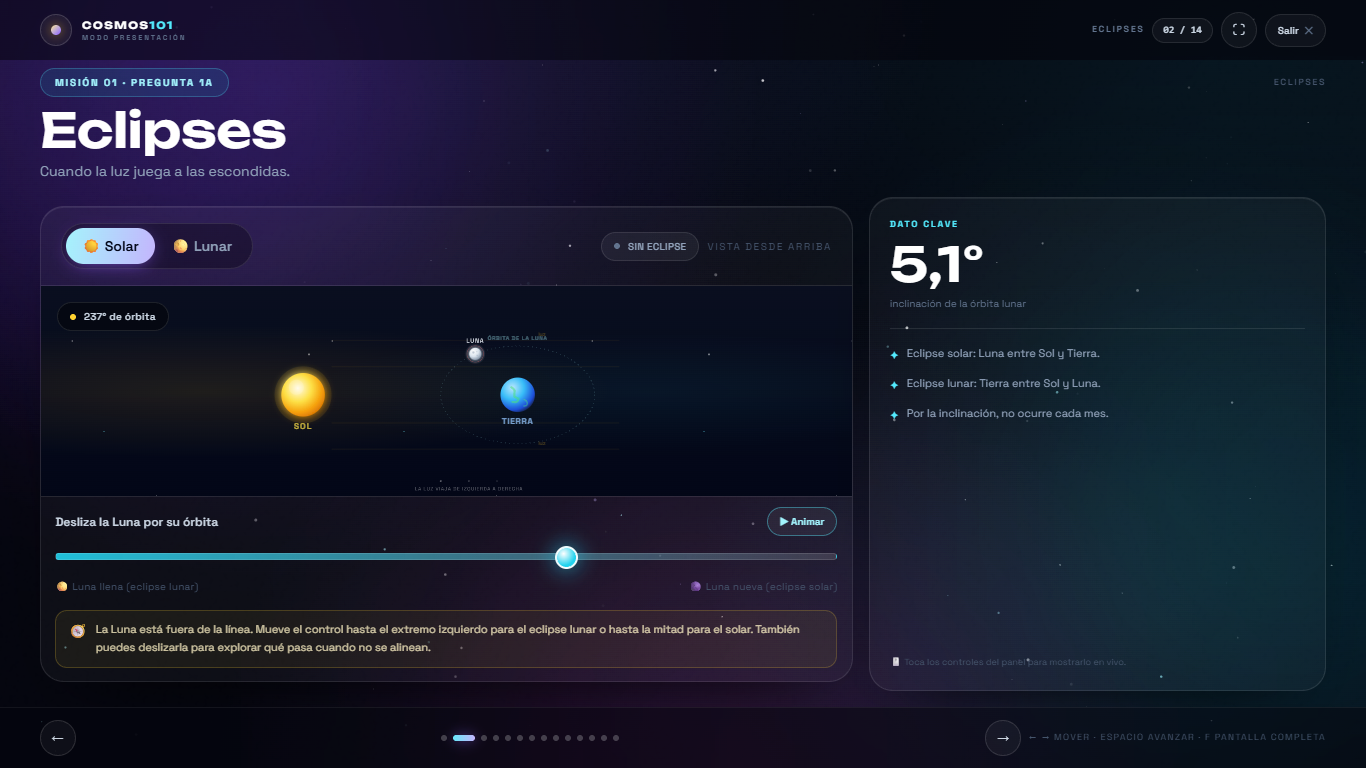 COSMOS101
MODO PRESENTACIÓN
ECLIPSES
02 / 14
Salir
MISIÓN 01 · PREGUNTA 1A
ECLIPSES
Eclipses
Cuando la luz juega a las escondidas.
Solar
Lunar
SIN ECLIPSE
VISTA DESDE ARRIBA
237° de órbita
LUNA
ÓRBITA DE LA LUNA
SOL
TIERRA
LA LUZ VIAJA DE IZQUIERDA A DERECHA
Desliza la Luna por su órbita
Animar
Luna llena (eclipse lunar)
Luna nueva (eclipse solar)
La Luna está fuera de la línea. Mueve el control hasta el extremo izquierdo para el eclipse lunar o hasta la mitad para el solar. También
puedes deslizarla para explorar qué pasa cuando no se alinean.
DATO CLAVE
5,1°
inclinación de la órbita lunar
Eclipse solar: Luna entre Sol y Tierra.
Eclipse lunar: Tierra entre Sol y Luna.
Por la inclinación, no ocurre cada mes.
Toca los controles del panel para mostrarlo en vivo.
← → MOVER · ESPACIO AVANZAR · F PANTALLA COMPLETA